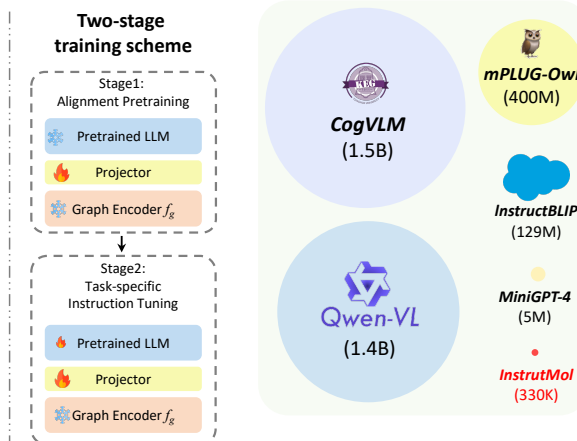 Two-stage
training scheme
Stage1:
Alignment Pretraining
Pretrained LLM
Projector
Graph Encoder f_g
Stage2:
Task-specific
Instruction Tuning
Pretrained LLM
Projector
Graph Encoder f_g
KEG
CogVLM
(1.5B)
Qwen-VL
(1.4B)
mPLUG-Owl
(400M)
InstructBLIP
(129M)
MiniGPT-4
(5M)
InstrutMol
(330K)